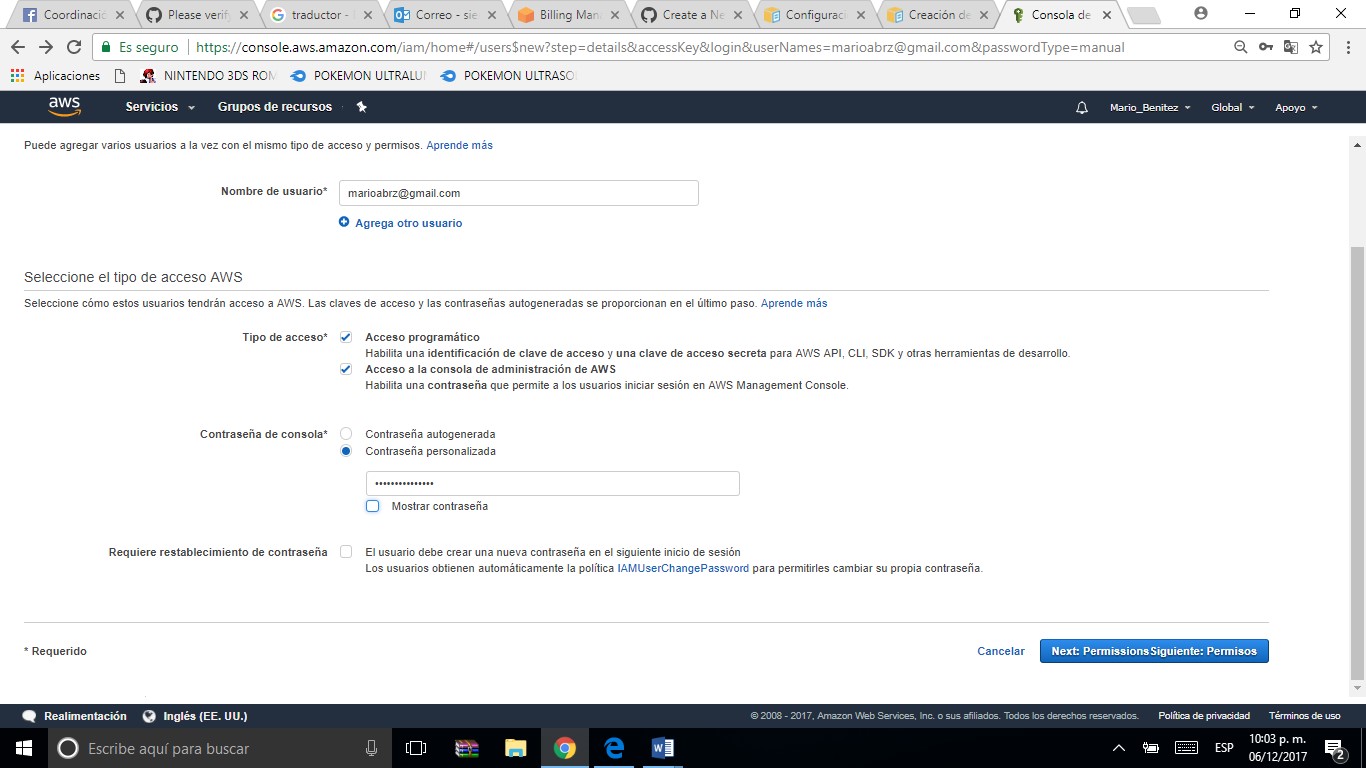 Coordinació
Please verify
traductor -
Correo - sie
Billing Man
Create a Ne
Configurac
Creación de
Consola de
Es seguro
https://console.aws.amazon.com/iam/home#/users$new?step=details&accessKey&login&userNames=marioabrz@gmail.com&passwordType=manual
Aplicaciones
NINTENDO 3DS ROM
POKEMON ULTRALU
POKEMON ULTRASO
aws
Servicios
Grupos de recursos
Mario_Benitez
Global
Apoyo
Puede agregar varios usuarios a la vez con el mismo tipo de acceso y permisos. Aprende más
Nombre de usuario*
marioabrz@gmail.com
Agrega otro usuario
Seleccione el tipo de acceso AWS
Seleccione cómo estos usuarios tendrán acceso a AWS. Las claves de acceso y las contraseñas autogeneradas se proporcionan en el último paso. Aprende más
Tipo de acceso*
Acceso programático
Habilita una identificación de clave de acceso y una clave de acceso secreta para AWS API, CLI, SDK y otras herramientas de desarrollo.
Acceso a la consola de administración de AWS
Habilita una contraseña que permite a los usuarios iniciar sesión en AWS Management Console.
Contraseña de consola*
Contraseña autogenerada
Contraseña personalizada
•••••••••••••••
Mostrar contraseña
Requiere restablecimiento de contraseña
El usuario debe crear una nueva contraseña en el siguiente inicio de sesión
Los usuarios obtienen automáticamente la política IAMUserChangePassword para permitirles cambiar su propia contraseña.
* Requerido
Cancelar
Next: PermissionsSiguiente: Permisos
Realimentación
Inglés (EE. UU.)
© 2008 - 2017, Amazon Web Services, Inc. o sus afiliados. Todos los derechos reservados.
Política de privacidad
Términos de uso
Escribe aquí para buscar
ESP
10:03 p. m.
06/12/2017
2